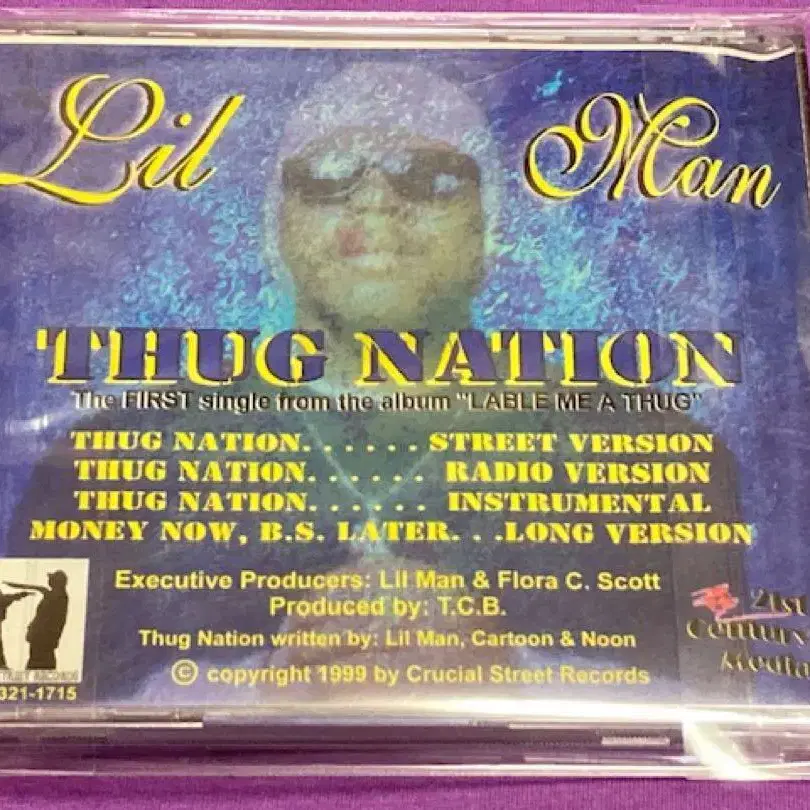 Lil Man
THUG NATION
The FIRST single from the album "LABLE ME A THUG"
THUG NATION. . . . . . STREET VERSION
THUG NATION. . . . . . RADIO VERSION
THUG NATION. . . . . . INSTRUMENTAL
MONEY NOW, B.S. LATER. . .LONG VERSION
Executive Producers: Lil Man & Flora C. Scott
Produced by: T.C.B.
Thug Nation written by: Lil Man, Cartoon & Noon
© copyright 1999 by Crucial Street Records
RECORDS
321-1715
21st
Century
Media